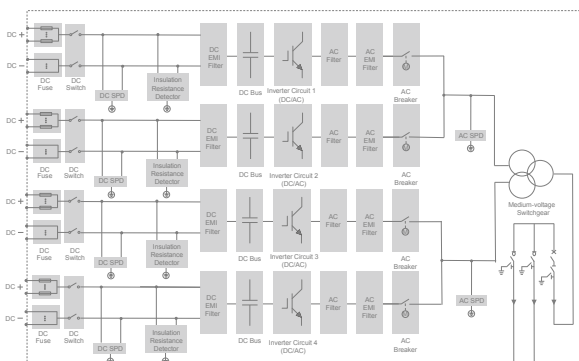 DC +
DC −
DC
Fuse
DC
Switch
DC SPD
Insulation
Resistance
Detector
DC
EMI
Filter
DC Bus
Inverter Circuit 1
(DC/AC)
AC
Filter
AC
EMI
Filter
AC
Breaker
DC +
DC −
DC
Fuse
DC
Switch
DC SPD
Insulation
Resistance
Detector
DC
EMI
Filter
DC Bus
Inverter Circuit 2
(DC/AC)
AC
Filter
AC
EMI
Filter
AC
Breaker
AC SPD
Medium-voltage
Switchgear
DC +
DC −
DC
Fuse
DC
Switch
DC SPD
Insulation
Resistance
Detector
DC
EMI
Filter
DC Bus
Inverter Circuit 3
(DC/AC)
AC
Filter
AC
EMI
Filter
AC
Breaker
DC +
DC −
DC
Fuse
DC
Switch
DC SPD
Insulation
Resistance
Detector
DC
EMI
Filter
DC Bus
Inverter Circuit 4
(DC/AC)
AC
Filter
AC
EMI
Filter
AC
Breaker
AC SPD